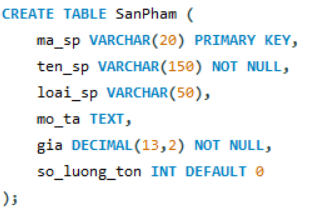 CREATE TABLE SanPham (
    ma_sp VARCHAR(20) PRIMARY KEY,
    ten_sp VARCHAR(150) NOT NULL,
    loai_sp VARCHAR(50),
    mo_ta TEXT,
    gia DECIMAL(13,2) NOT NULL,
    so_luong_ton INT DEFAULT 0
);